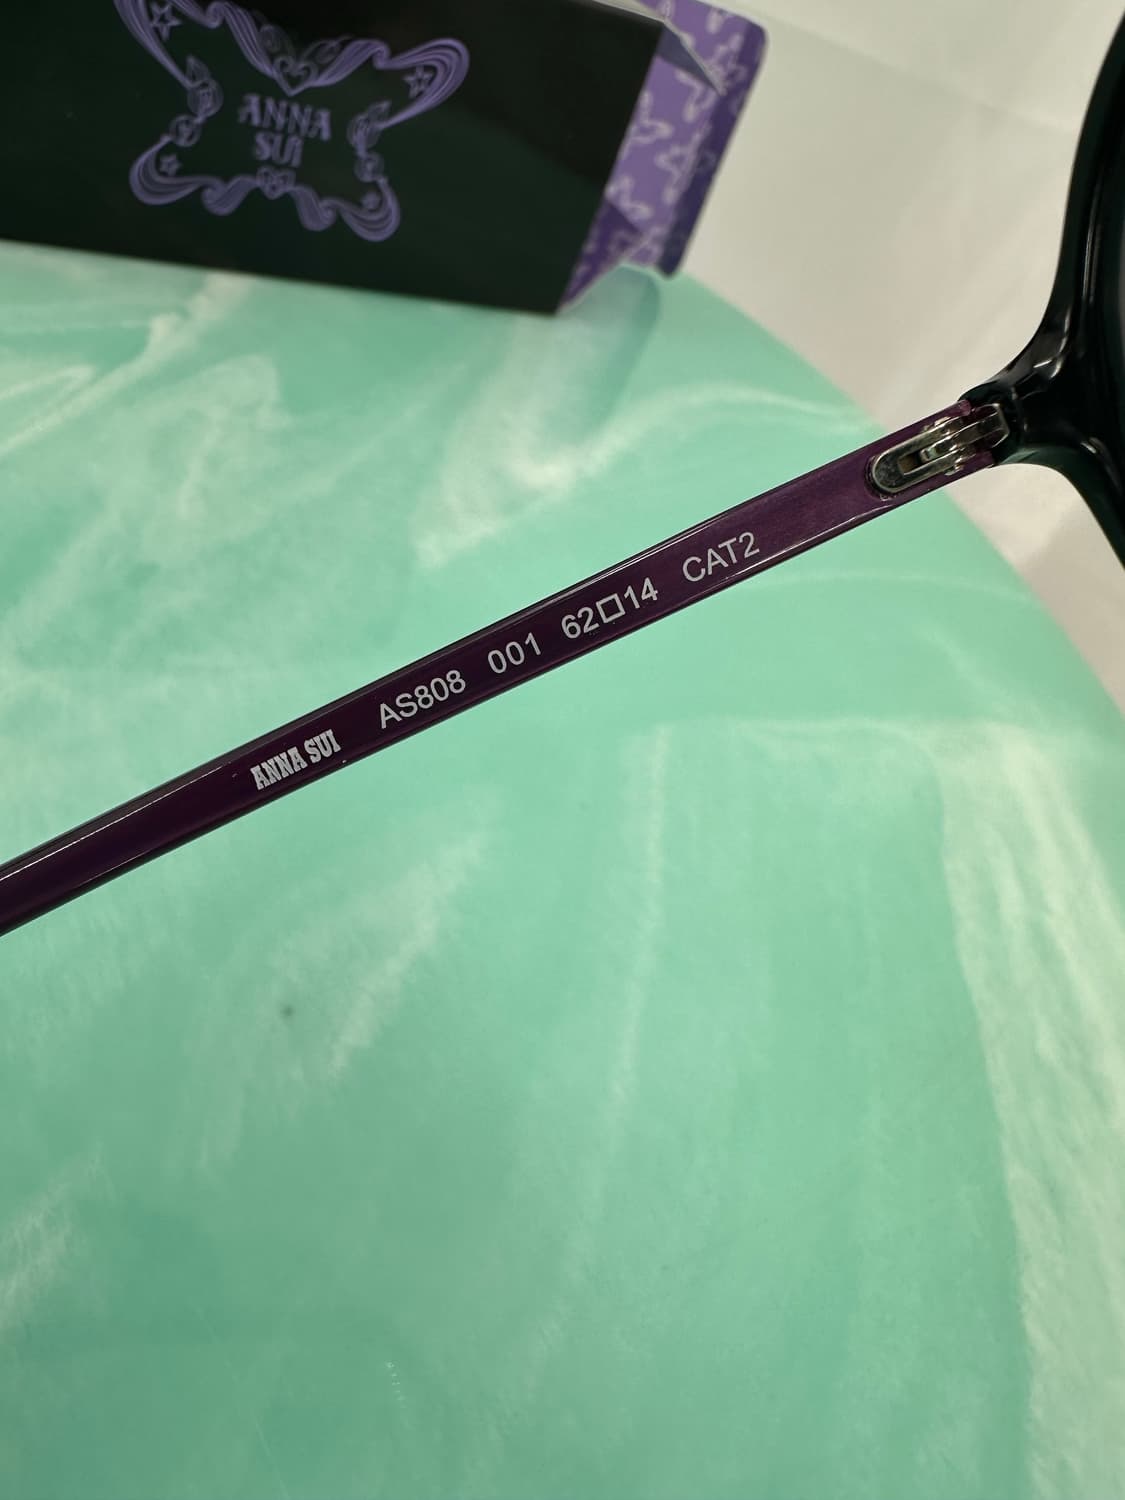 ANNA
SUI
ANNA SUI AS808 001 62□14 CAT2